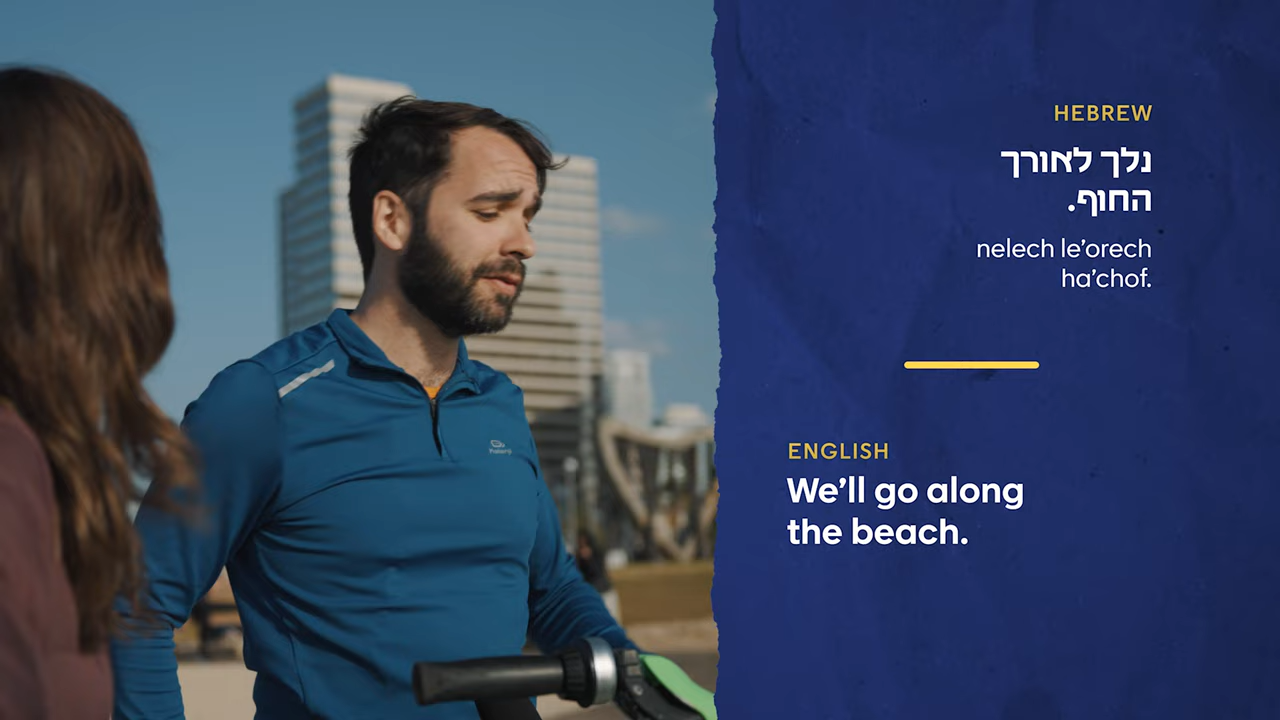 HEBREW
נלך לאורך
החוף.
nelech le’orech
ha’chof.
ENGLISH
We’ll go along
the beach.